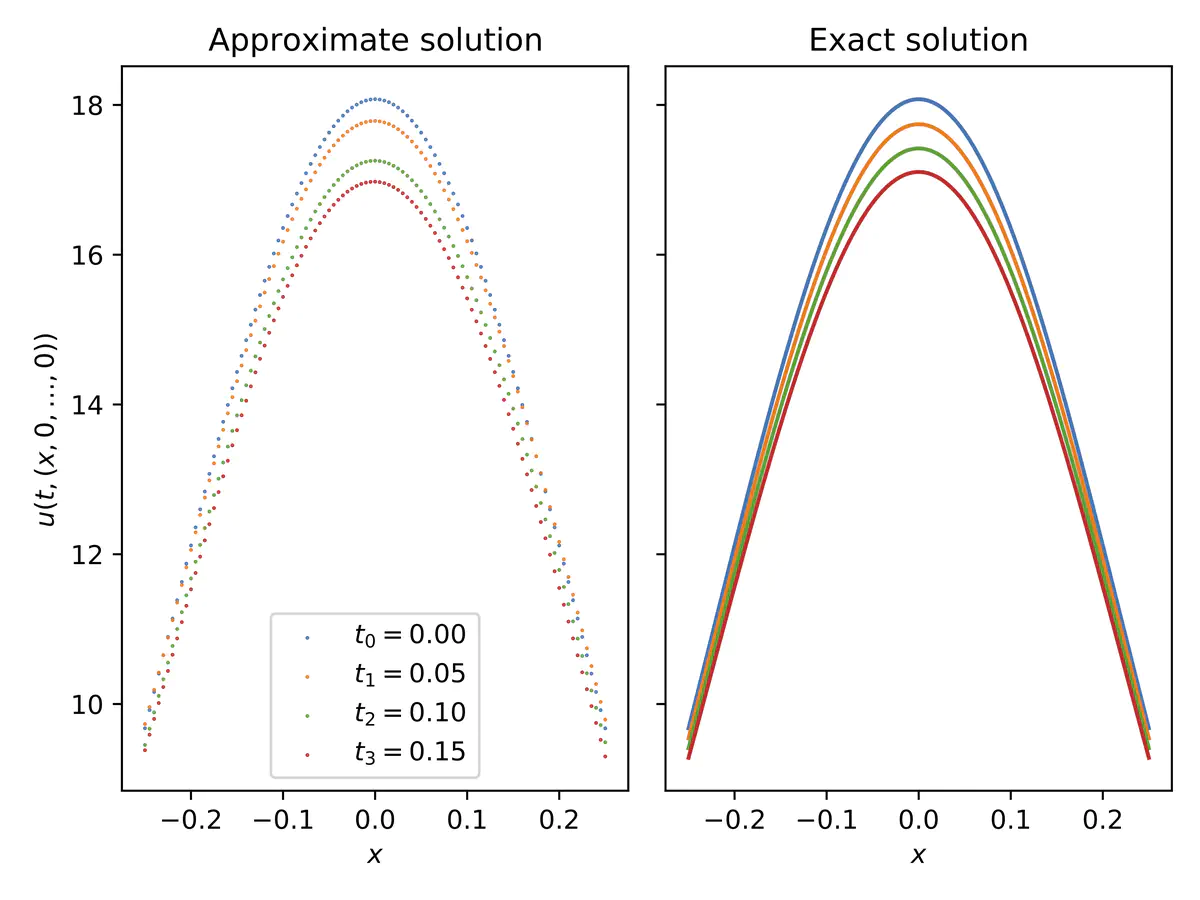 Approximate solution
Exact solution
u(t, (x, 0, ..., 0))
18
16
14
12
10
t₀ = 0.00
t₁ = 0.05
t₂ = 0.10
t₃ = 0.15
−0.2 −0.1 0.0 0.1 0.2
x
−0.2 −0.1 0.0 0.1 0.2
x